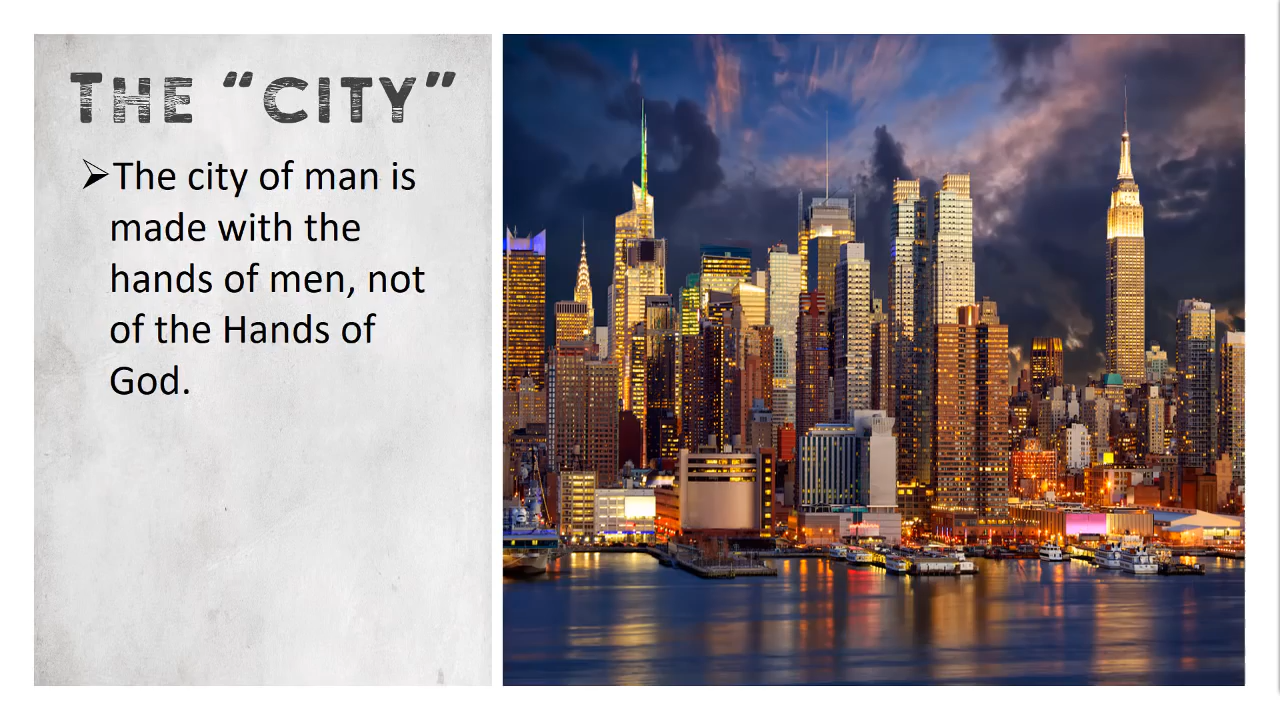 The “City”
➢The city of man is
made with the
hands of men, not
of the Hands of
God.